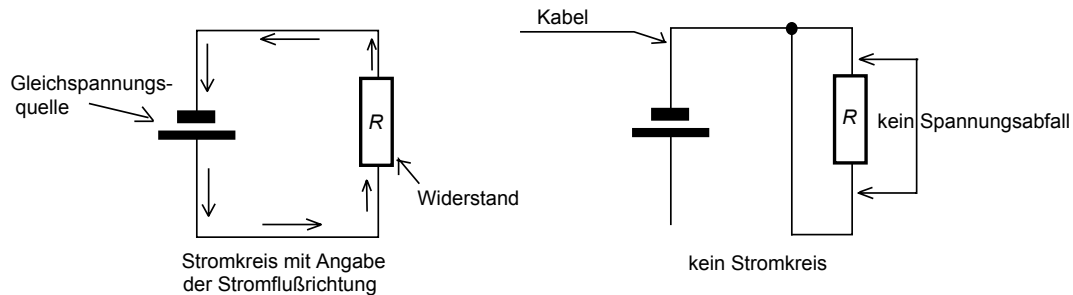 Gleichspannungs-
quelle
R
Widerstand
Stromkreis mit Angabe
der Stromflußrichtung
Kabel
R
kein Spannungsabfall
kein Stromkreis